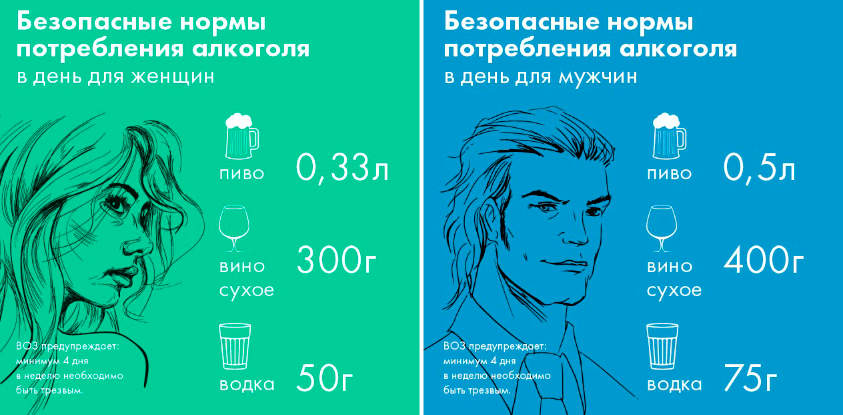 Безопасные нормы
потребления алкоголя
в день для женщин
пиво
0,33л
вино
сухое
300г
водка
50г
ВОЗ предупреждает:
минимум 4 дня
в неделю необходимо
быть трезвым.
Безопасные нормы
потребления алкоголя
в день для мужчин
пиво
0,5л
вино
сухое
400г
водка
75г
ВОЗ предупреждает:
минимум 4 дня
в неделю необходимо
быть трезвым.